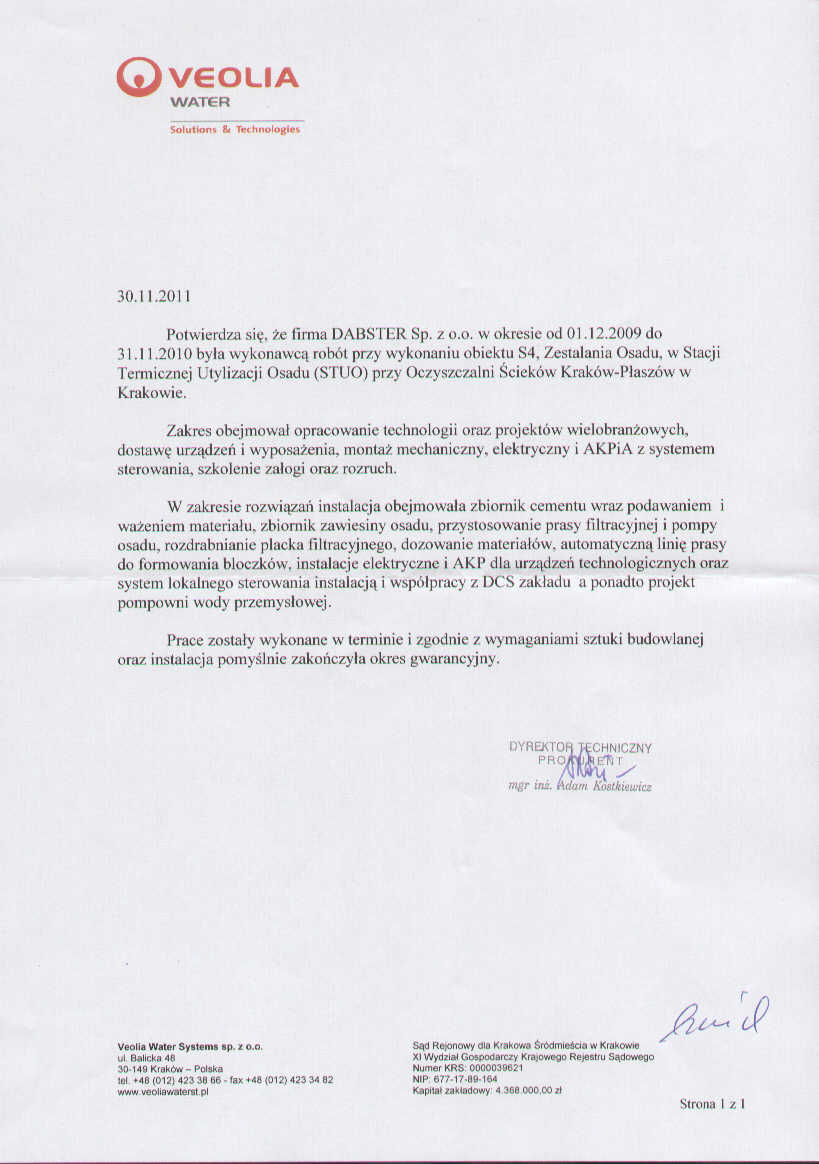 VEOLIA
WATER
Solutions & Technologies
30.11.2011
Potwierdza się, że firma DABSTER Sp. z o.o. w okresie od 01.12.2009 do
31.11.2010 była wykonawcą robót przy wykonaniu obiektu S4, Zestalania Osadu, w Stacji
Termicznej Utylizacji Osadu (STUO) przy Oczyszczalni Ścieków Kraków-Płaszów w
Krakowie.
Zakres obejmował opracowanie technologii oraz projektów wielobranżowych,
dostawę urządzeń i wyposażenia, montaż mechaniczny, elektryczny i AKPiA z systemem
sterowania, szkolenie załogi oraz rozruch.
W zakresie rozwiązań instalacja obejmowała zbiornik cementu wraz podawaniem i
ważeniem materiału, zbiornik zawiesiny osadu, przystosowanie prasy filtracyjnej i pompy
osadu, rozdrabnianie placka filtracyjnego, dozowanie materiałów, automatyczną linię prasy
do formowania bloczków, instalacje elektryczne i AKP dla urządzeń technologicznych oraz
system lokalnego sterowania instalacją i współpracy z DCS zakładu a ponadto projekt
pompowni wody przemysłowej.
Prace zostały wykonane w terminie i zgodnie z wymaganiami sztuki budowlanej
oraz instalacja pomyślnie zakończyła okres gwarancyjny.
DYREKTOR TECHNICZNY
PROKURENT
mgr inż. Adam Kostkiewicz
Veolia Water Systems sp. z o.o.
ul. Balicka 48
30-149 Kraków – Polska
tel. +48 (012) 423 38 66 - fax +48 (012) 423 34 82
www.veoliawaterst.pl
Sąd Rejonowy dla Krakowa Śródmieścia w Krakowie
XI Wydział Gospodarczy Krajowego Rejestru Sądowego
Numer KRS: 0000039621
NIP: 677-17-89-164
Kapitał zakładowy: 4.368.000,00 zł
Strona 1 z 1